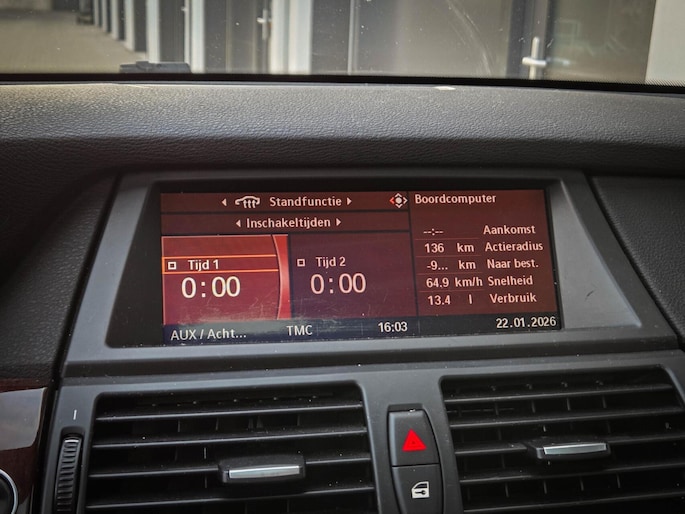 Standfunctie
Inschakeltijden
Tijd 1
0:00
Tijd 2
0:00
Boordcomputer
--:-- Aankomst
136 km Actieradius
-9... km Naar best.
64.9 km/h Snelheid
13.4 l Verbruik
AUX / Acht... TMC 16:03 22.01.2026